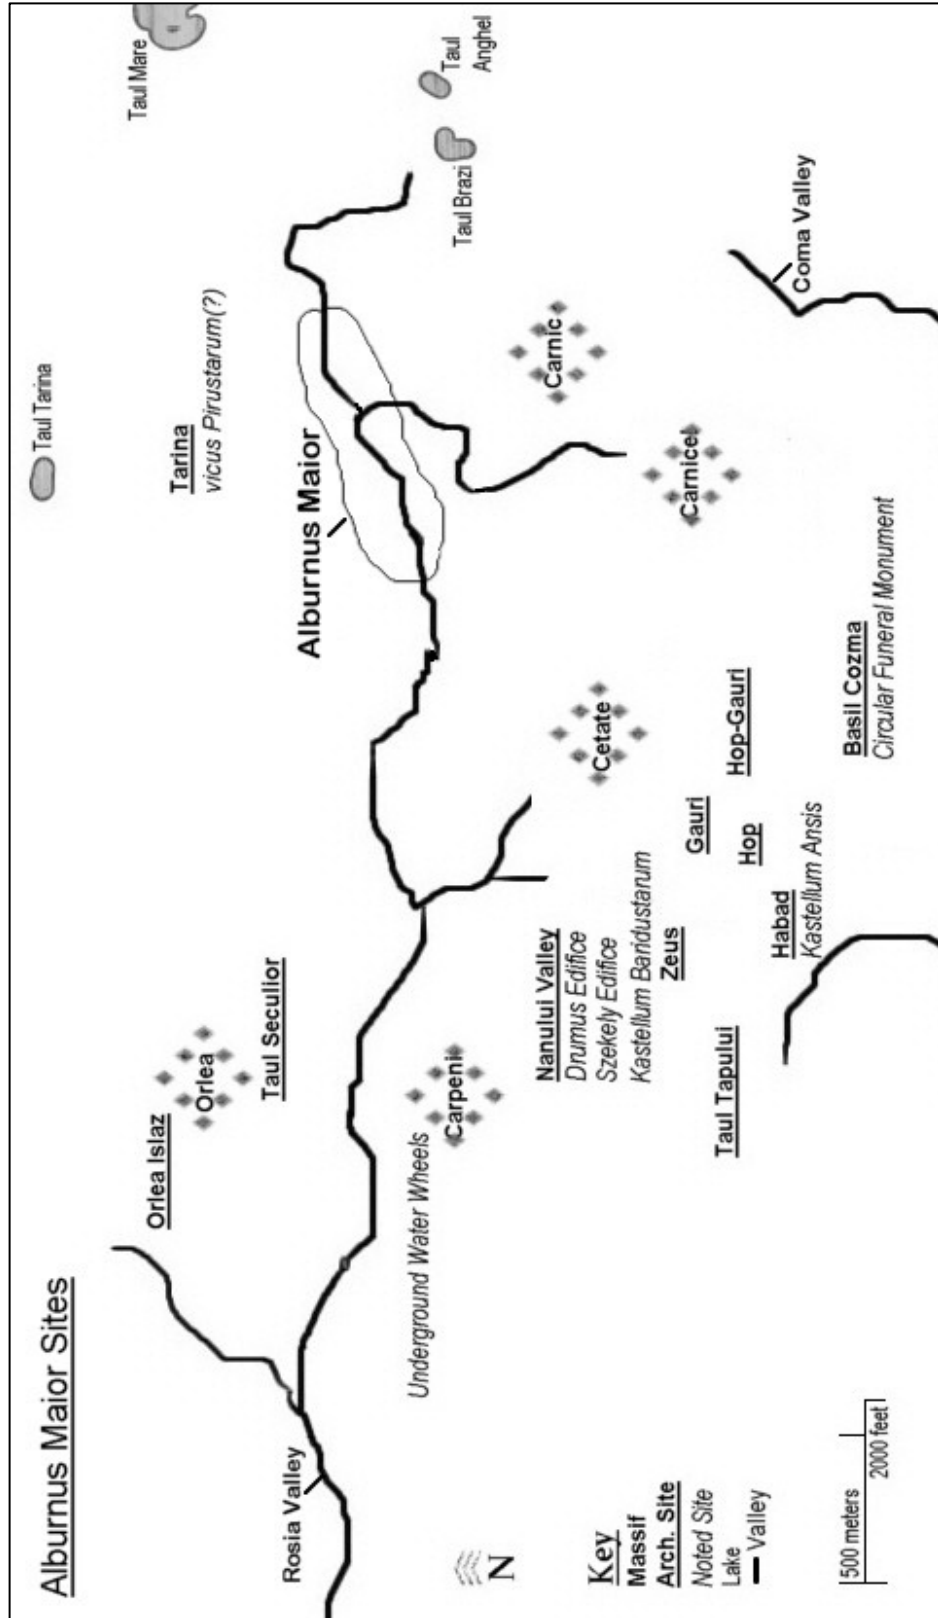 Alburnus Maior Sites
Taul Tarina
Taul Mare
Orlea Islaz
Orlea
Taul Seculior
Tarina
vicus Pirustarum(?)
Alburnus Maior
Rosia Valley
Taul
Anghel
Taul Brazi
Underground Water Wheels
Carpeni
Nanului Valley
Drumus Edifice
Szekely Edifice
Kastellum Baridustarum
Zeus
Cetate
Carnic
Carnicel
Gauri
Hop-Gauri
Hop
Taul Tapului
Habad
Kastellum Ansis
Basil Cozma
Circular Funeral Monument
Corna Valley
N
Key
Massif
Arch. Site
Noted Site
Lake
Valley
500 meters
2000 feet